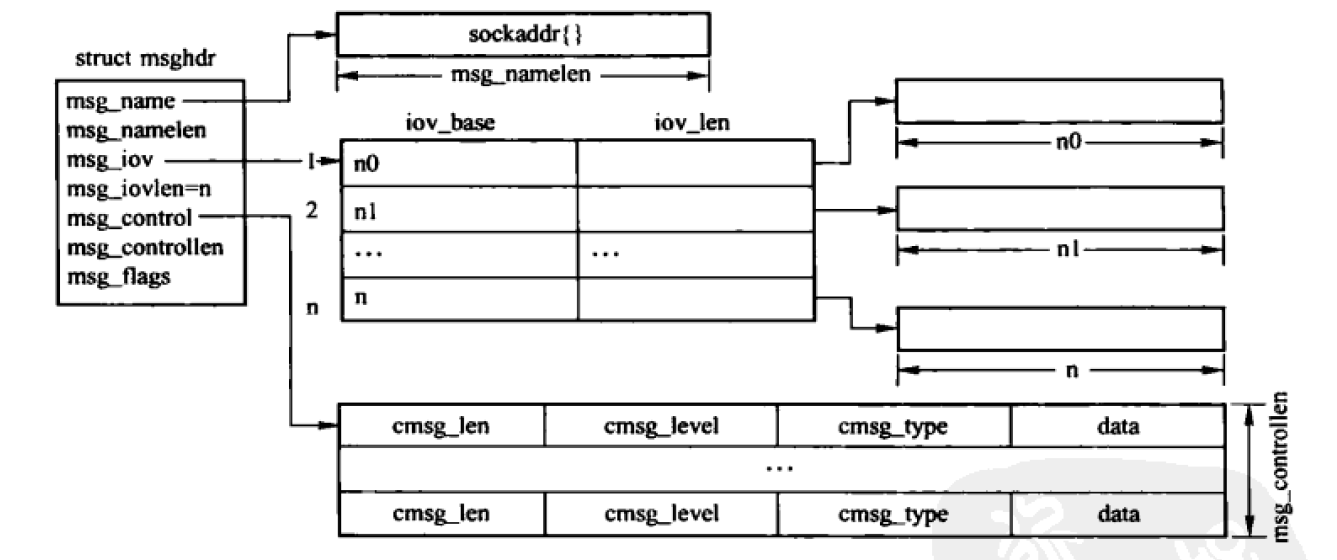 sockaddr{}
struct msghdr
msg_namelen
msg_name
msg_namelen
msg_iov
msg_iovlen=n
msg_control
msg_controllen
msg_flags
iov_base iov_len
1 n0
2 n1
... ...
n n
n0
n1
n
cmsg_len cmsg_level cmsg_type data
...
cmsg_len cmsg_level cmsg_type data
msg_controllen